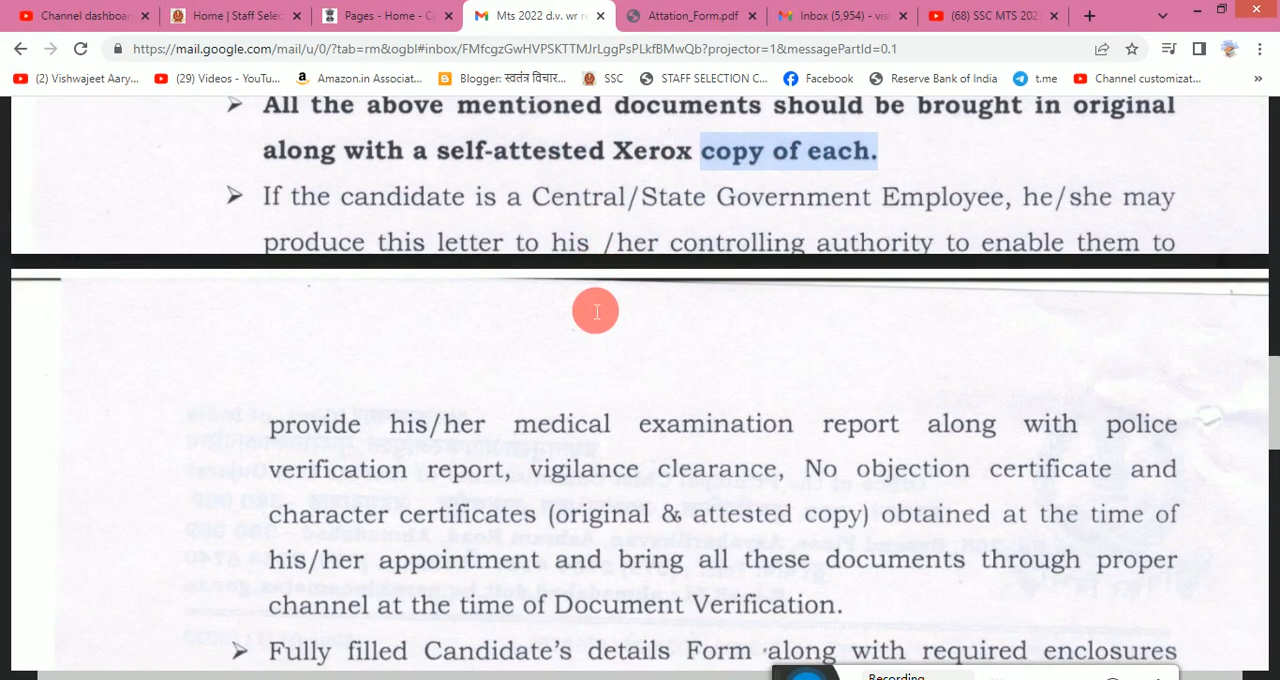 Channel dashboar
Home | Staff Selec
Pages - Home - C
Mts 2022 d.v. wr r
Attation_Form.pdf
Inbox (5,954) - vis
(68) SSC MTS 202
https://mail.google.com/mail/u/0/?tab=rm&ogbl#inbox/FMfcgzGwHVPSKTTMJrLggPsPLkfBMwQb?projector=1&messagePartId=0.1
(2) Vishwajeet Aary...
(29) Videos - YouTu...
Amazon.in Associat...
Blogger: स्वतंत्र विचार...
SSC
STAFF SELECTION C...
Facebook
Reserve Bank of India
t.me
Channel customizat...
➢ All the above mentioned documents should be brought in original
along with a self-attested Xerox copy of each.
➢ If the candidate is a Central/State Government Employee, he/she may
produce this letter to his /her controlling authority to enable them to
provide his/her medical examination report along with police
verification report, vigilance clearance, No objection certificate and
character certificates (original & attested copy) obtained at the time of
his/her appointment and bring all these documents through proper
channel at the time of Document Verification.
➢ Fully filled Candidate's details Form along with required enclosures
Recording